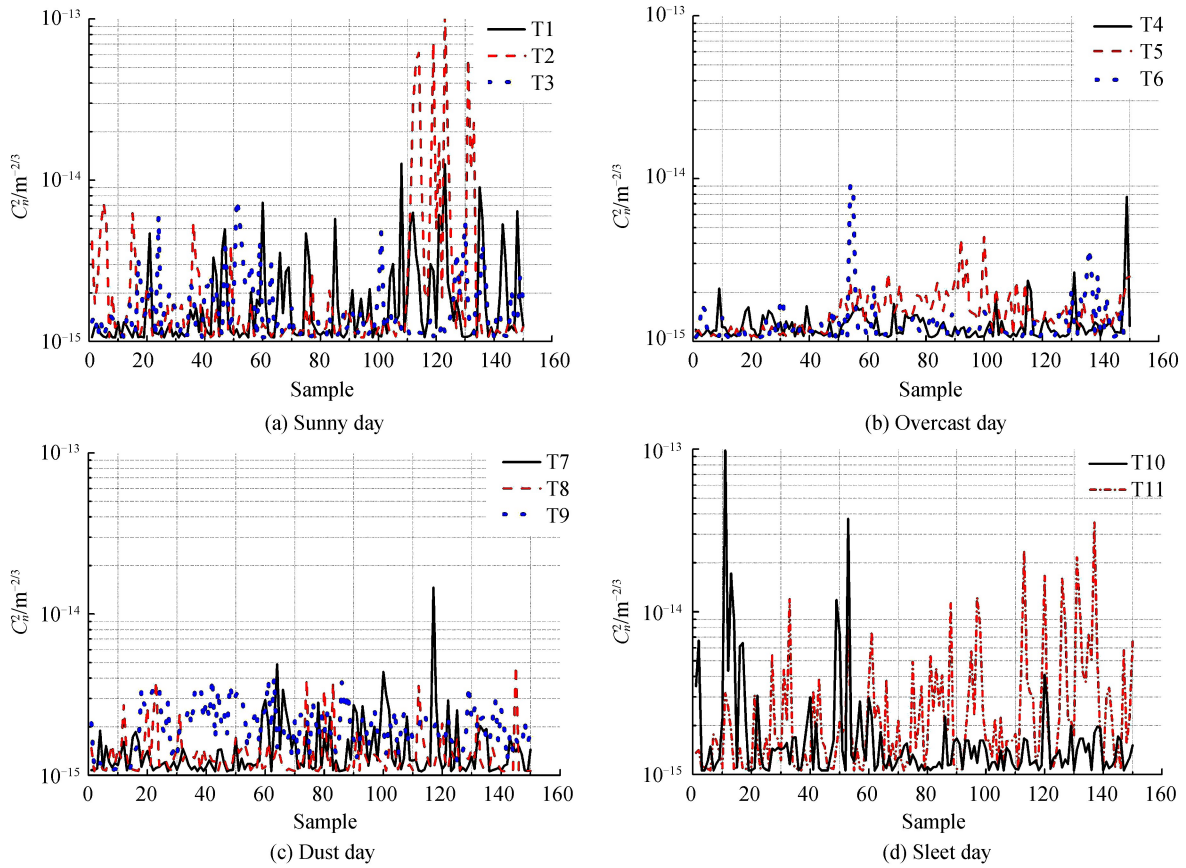 10⁻¹³
T1
T2
T3
10⁻¹⁴
10⁻¹⁵
C²ₙ/m⁻²/³
0 20 40 60 80 100 120 140 160
Sample
(a) Sunny day
10⁻¹³
T4
T5
T6
10⁻¹⁴
10⁻¹⁵
C²ₙ/m⁻²/³
0 20 40 60 80 100 120 140 160
Sample
(b) Overcast day
10⁻¹³
T7
T8
T9
10⁻¹⁴
10⁻¹⁵
C²ₙ/m⁻²/³
0 20 40 60 80 100 120 140 160
Sample
(c) Dust day
10⁻¹³
T10
T11
10⁻¹⁴
10⁻¹⁵
C²ₙ/m⁻²/³
0 20 40 60 80 100 120 140 160
Sample
(d) Sleet day